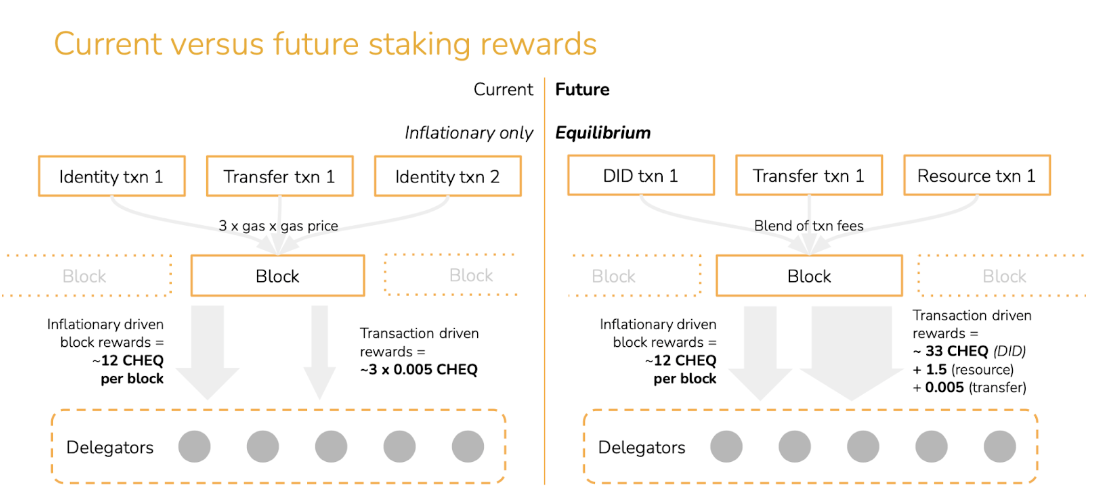 Current versus future staking rewards
Current
Future
Inflationary only
Equilibrium
Identity txn 1
Transfer txn 1
Identity txn 2
3 x gas x gas price
Block
Block
Block
Inflationary driven
block rewards =
~12 CHEQ
per block
Transaction driven
rewards =
~3 x 0.005 CHEQ
Delegators
DID txn 1
Transfer txn 1
Resource txn 1
Blend of txn fees
Block
Block
Block
Inflationary driven
block rewards =
~12 CHEQ
per block
Transaction driven
rewards =
~ 33 CHEQ (DID)
+ 1.5 (resource)
+ 0.005 (transfer)
Delegators